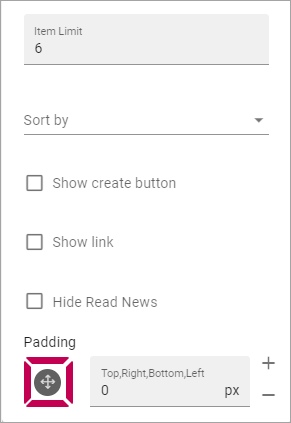 Item Limit
6
Sort by
Show create button
Show link
Hide Read News
Padding
Top,Right,Bottom,Left
0 px